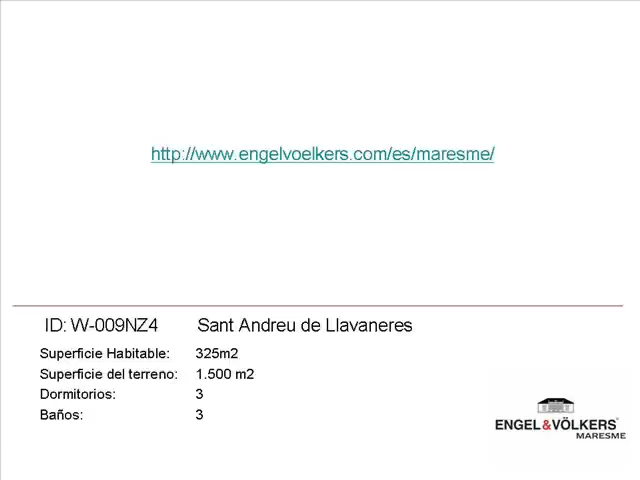 http://www.engelvoelkers.com/es/maresme/
ID: W-009NZ4 Sant Andreu de Llavaneres
Superficie Habitable: 325m2
Superficie del terreno: 1.500 m2
Dormitorios: 3
Baños: 3
ENGEL&VÖLKERS®
MARESME